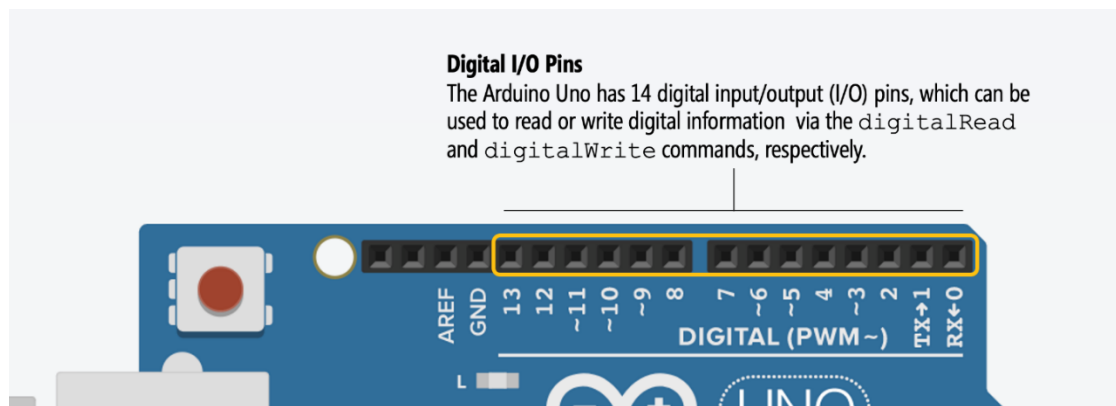 Digital I/O Pins
The Arduino Uno has 14 digital input/output (I/O) pins, which can be
used to read or write digital information via the digitalRead
and digitalWrite commands, respectively.
AREF
GND
13
12
~11
~10
~9
8
7
~6
~5
4
~3
2
TX→1
RX←0
DIGITAL (PWM~)
L
UNO